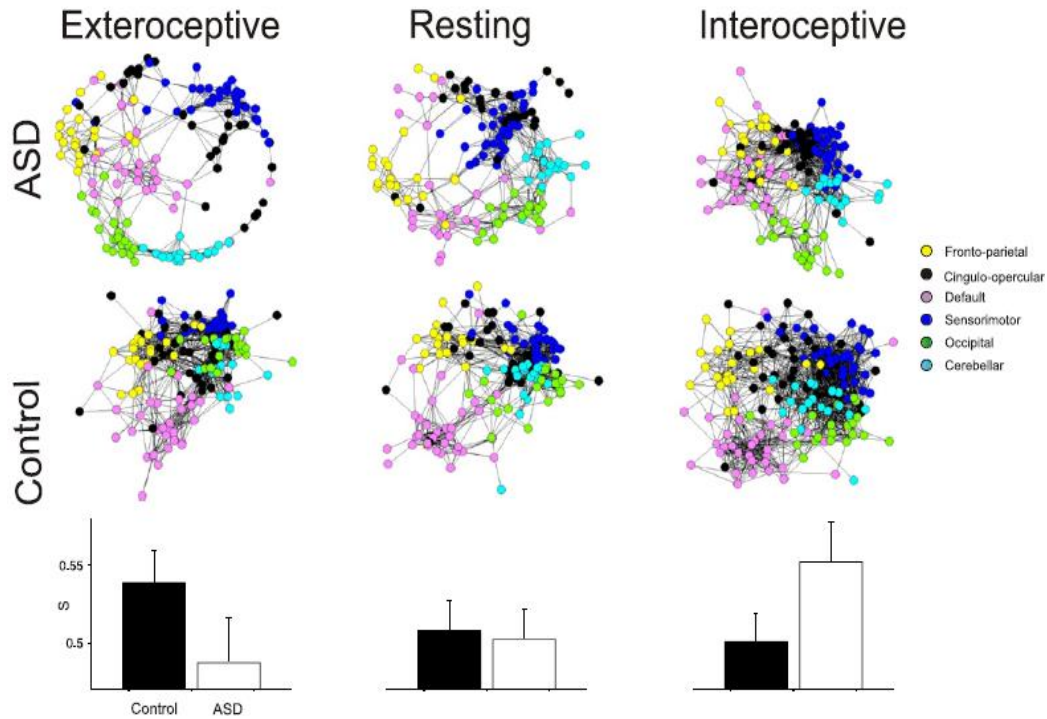 Exteroceptive Resting Interoceptive
ASD
Fronto-parietal
Cingulo-opercular
Default
Sensorimotor
Occipital
Cerebellar
Control
0.55
S
0.5
Control ASD